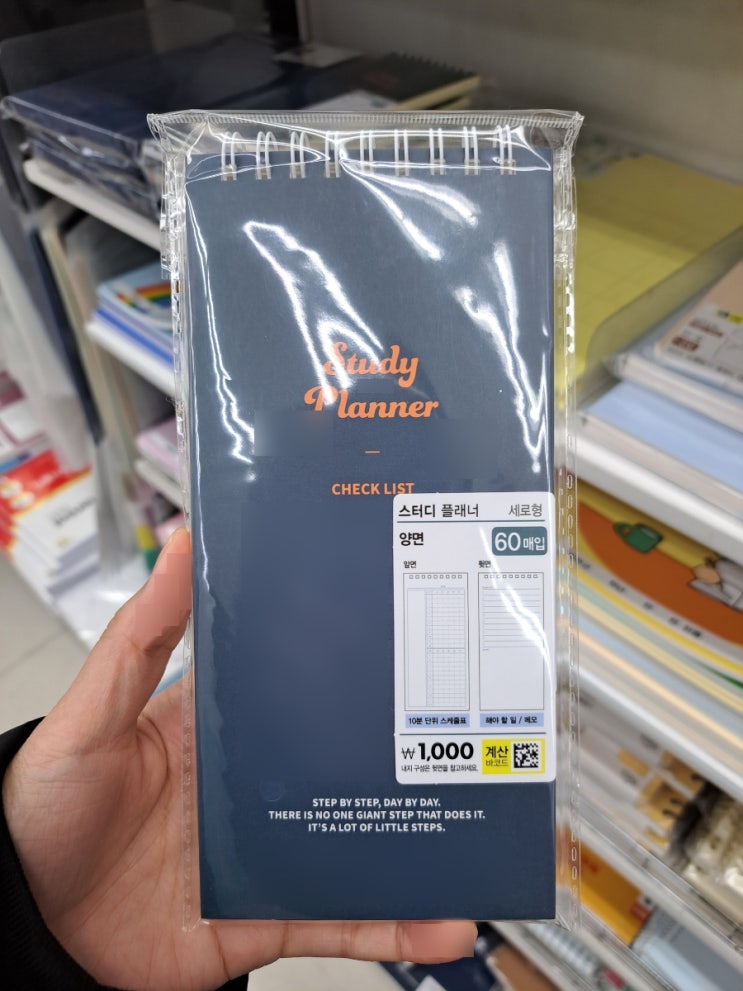 Study
Planner
CHECK LIST
스터디 플래너 세로형
양면 60매입
앞면 뒷면
10분 단위 스케줄표 해야 할 일 / 메모
₩1,000 계산
바코드
내지 구성은 뒷면을 참고하세요.
STEP BY STEP, DAY BY DAY.
THERE IS NO ONE GIANT STEP THAT DOES IT.
IT'S A LOT OF LITTLE STEPS.